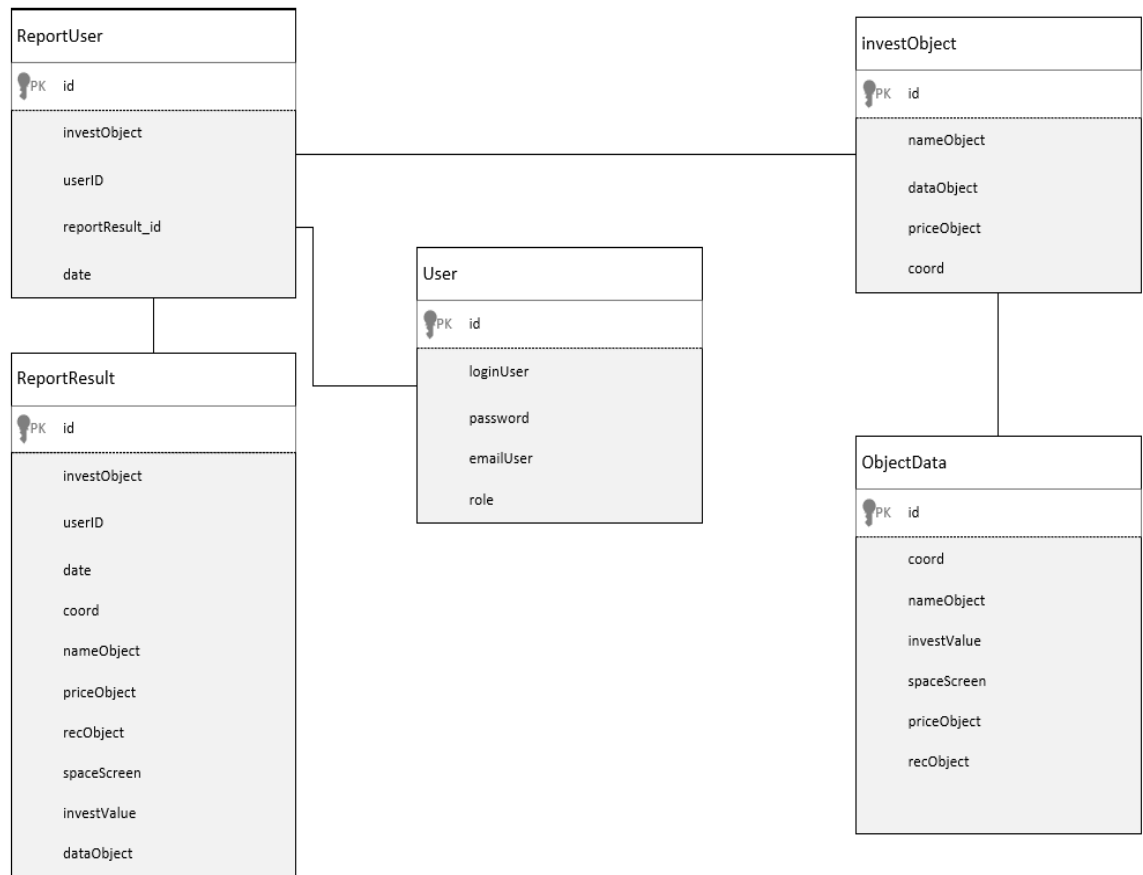 ReportUser
PK id
investObject
userID
reportResult_id
date
investObject
PK id
nameObject
dataObject
priceObject
coord
User
PK id
loginUser
password
emailUser
role
ReportResult
PK id
investObject
userID
date
coord
nameObject
priceObject
recObject
spaceScreen
investValue
dataObject
ObjectData
PK id
coord
nameObject
investValue
spaceScreen
priceObject
recObject